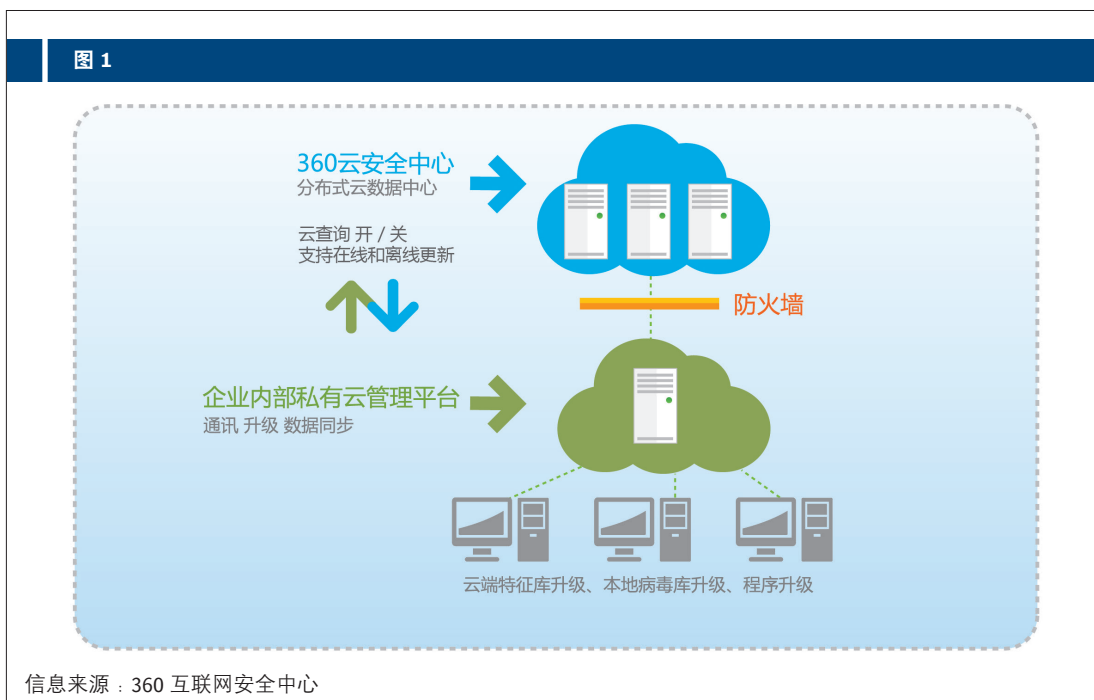 图 1
360云安全中心
分布式云数据中心
云查询 开 / 关
支持在线和离线更新
防火墙
企业内部私有云管理平台
通讯 升级 数据同步
云端特征库升级、本地病毒库升级、程序升级
信息来源：360 互联网安全中心